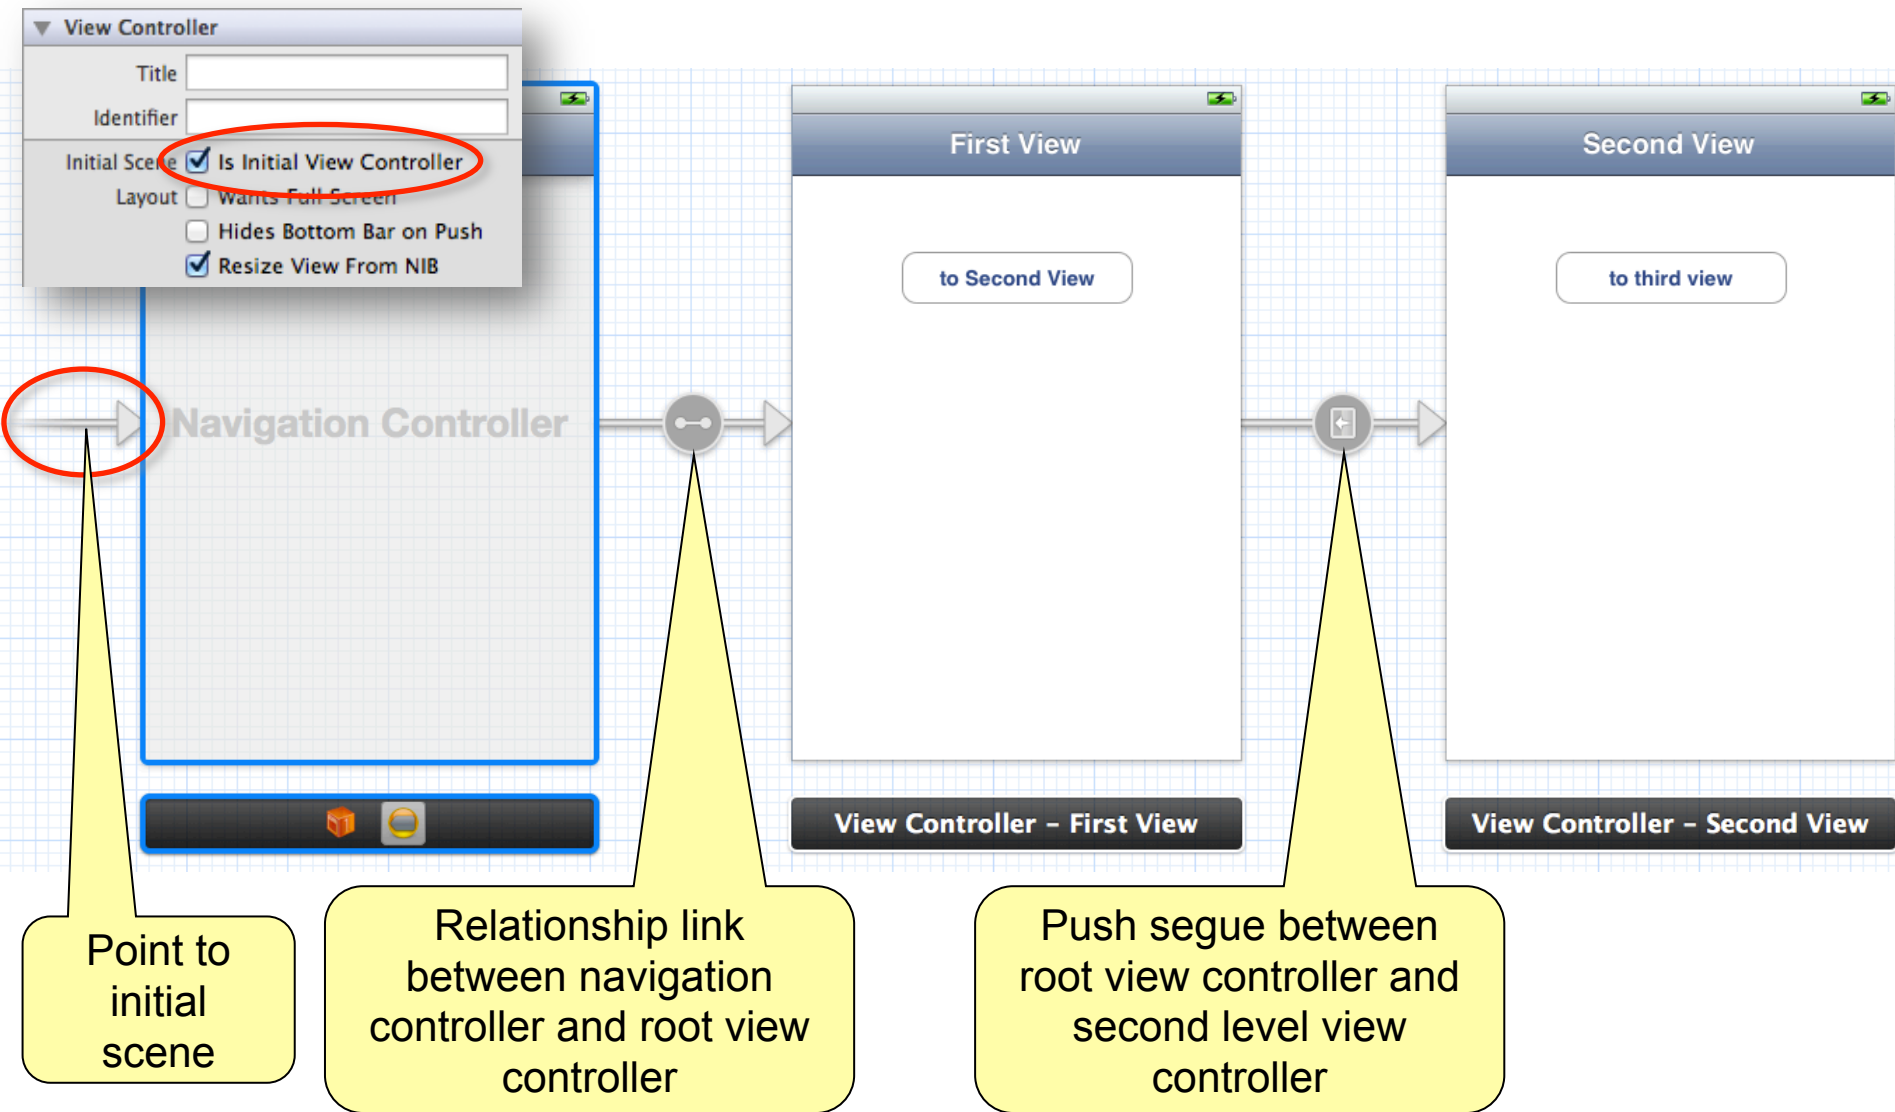 View Controller
Title
Identifier
Initial Scene Is Initial View Controller
Layout Wants Full Screen
Hides Bottom Bar on Push
Resize View From NIB
Navigation Controller
First View
to Second View
View Controller - First View
Second View
to third view
View Controller - Second View
Point to
initial
scene
Relationship link
between navigation
controller and root view
controller
Push segue between
root view controller and
second level view
controller